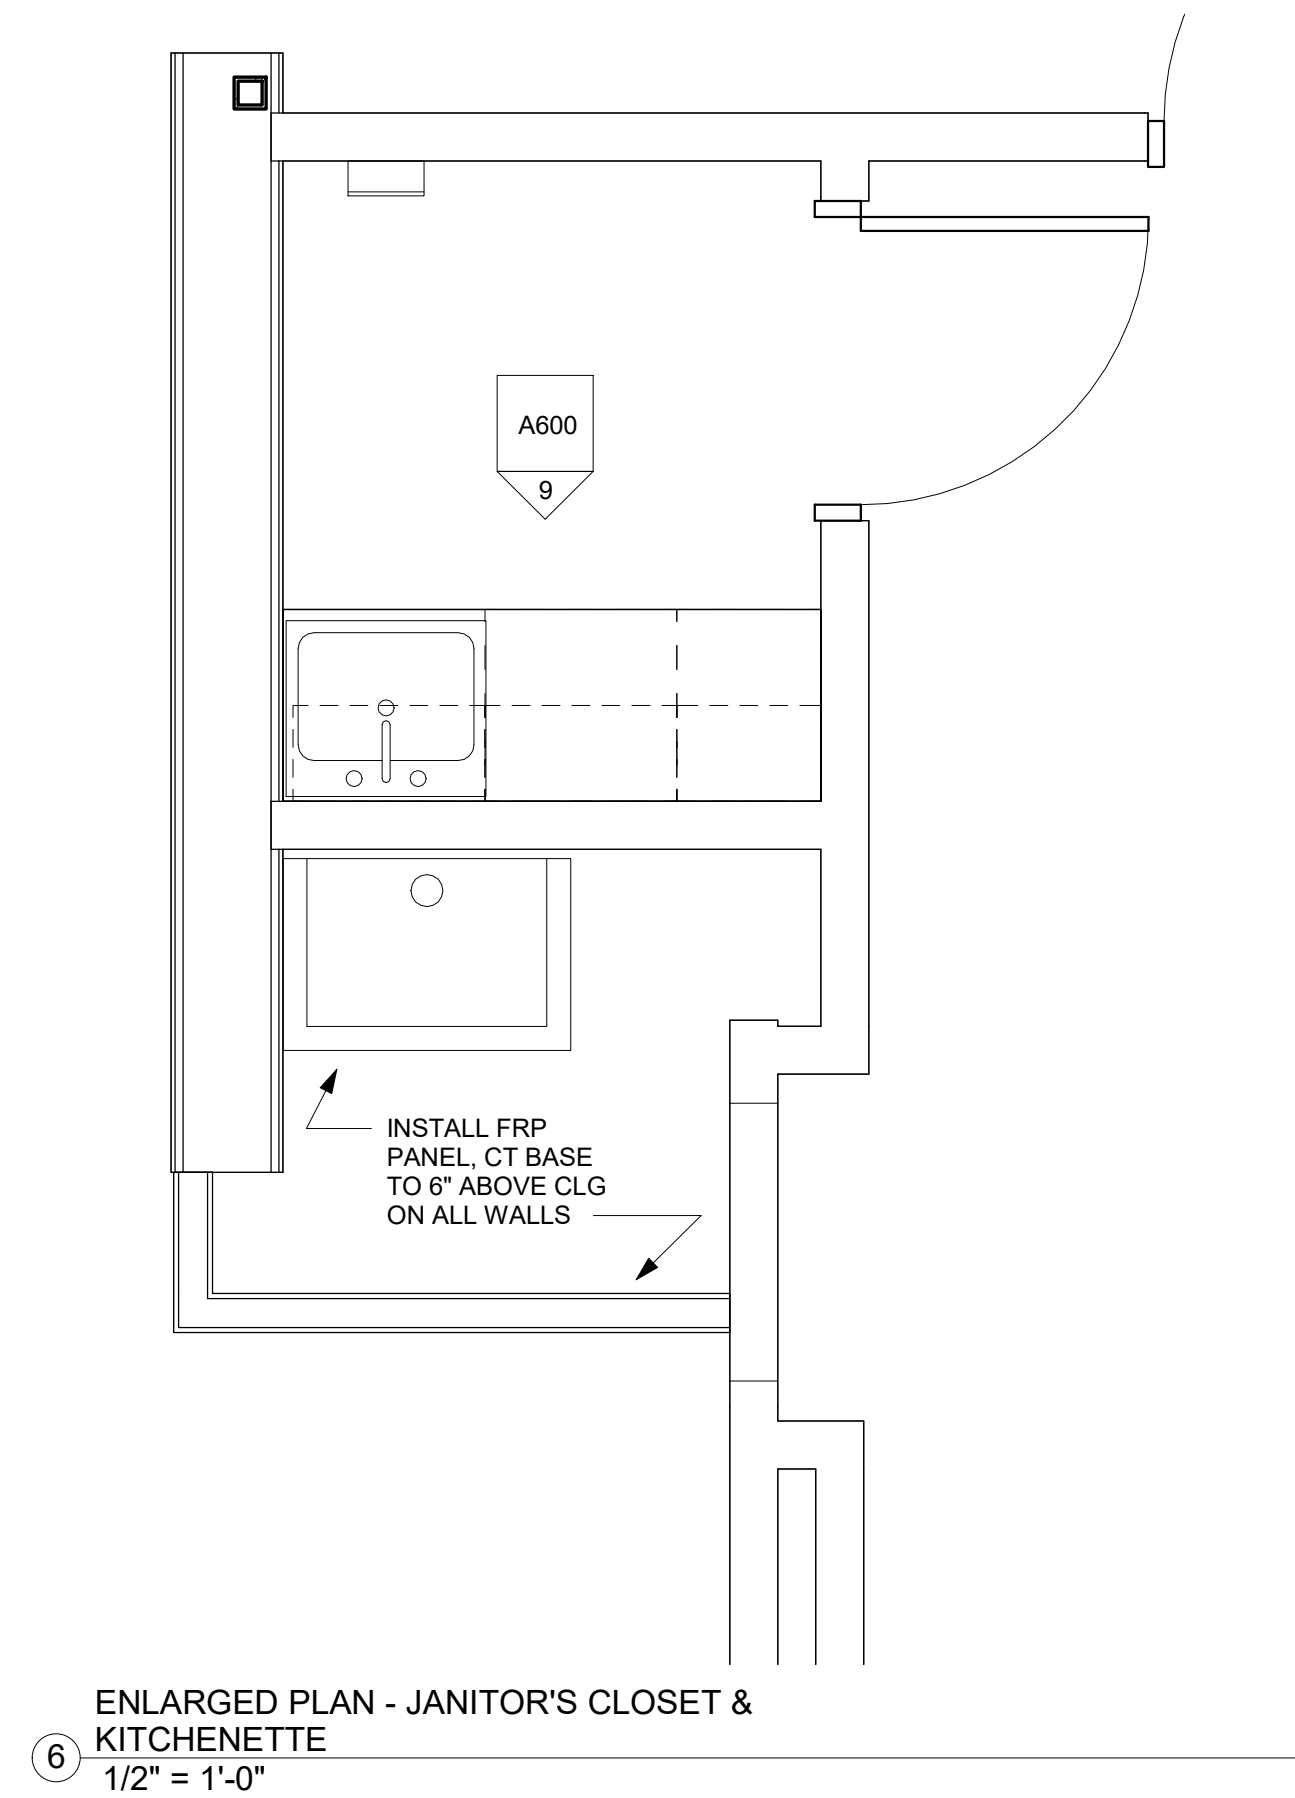 A600
9
INSTALL FRP
PANEL, CT BASE
TO 6" ABOVE CLG
ON ALL WALLS
ENLARGED PLAN - JANITOR'S CLOSET &
KITCHENETTE
6
1/2" = 1'-0"